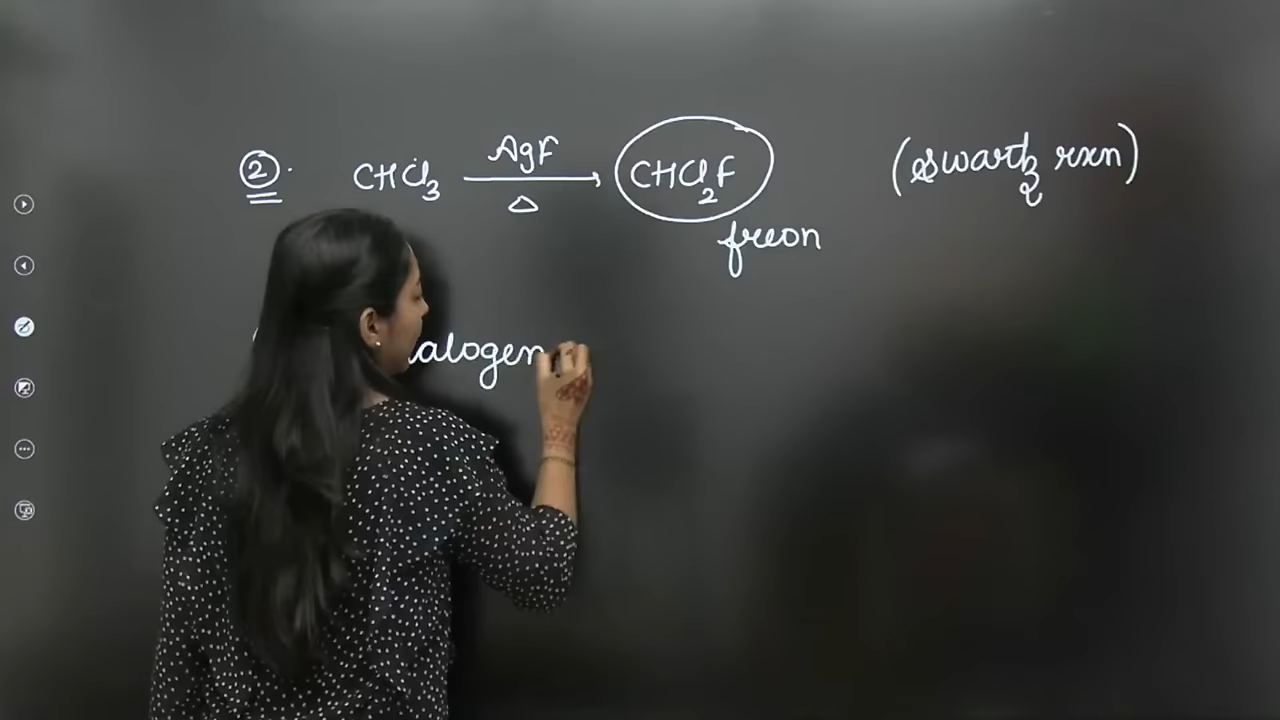 2. CHCl3 AgF Δ → CHCl2F (Swartz rxn)
freon
alogen